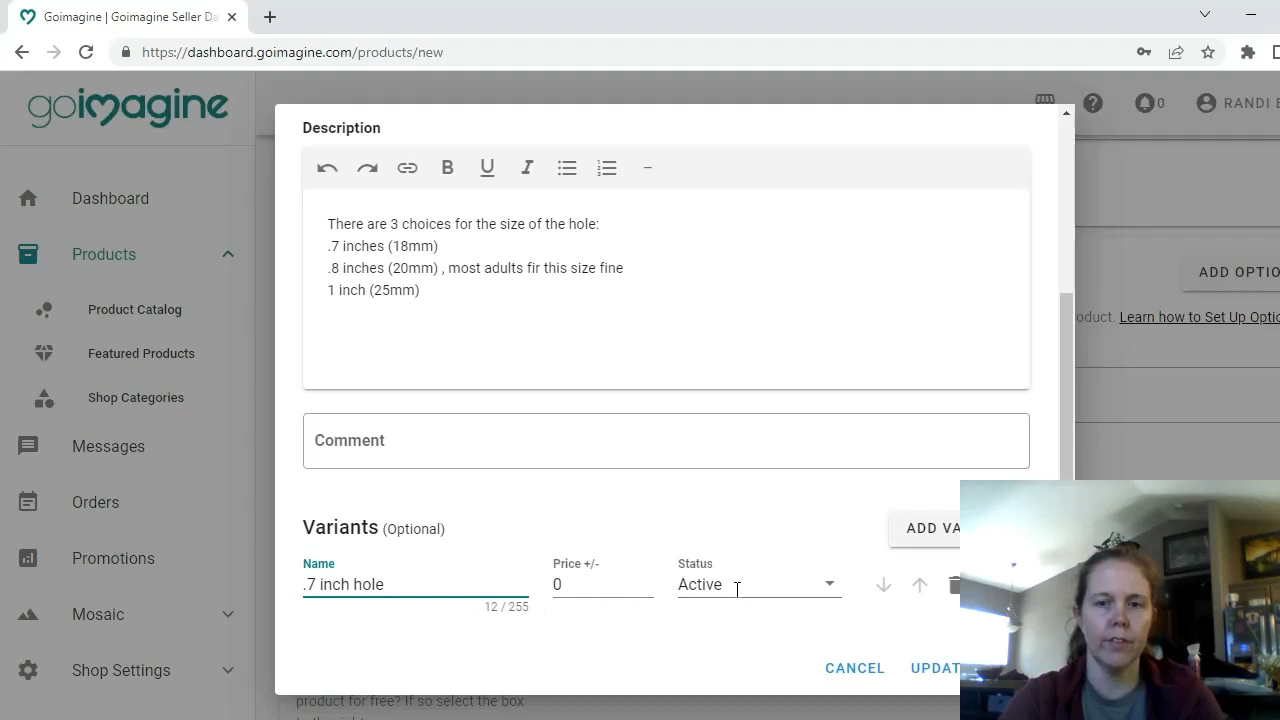 Goimagine | Goimagine Seller Da
https://dashboard.goimagine.com/products/new
goimagine
0
RANDI
Dashboard
Products
Product Catalog
Featured Products
Shop Categories
Messages
Orders
Promotions
Mosaic
Shop Settings
Description
B U I
There are 3 choices for the size of the hole:
.7 inches (18mm)
.8 inches (20mm) , most adults fir this size fine
1 inch (25mm)
Comment
Variants (Optional)
ADD VA
Name
Price +/-
Status
.7 inch hole
0
Active
12 / 255
CANCEL
UPDAT
ADD OPTIO
oduct. Learn how to Set Up Optio
product for free? If so select the box